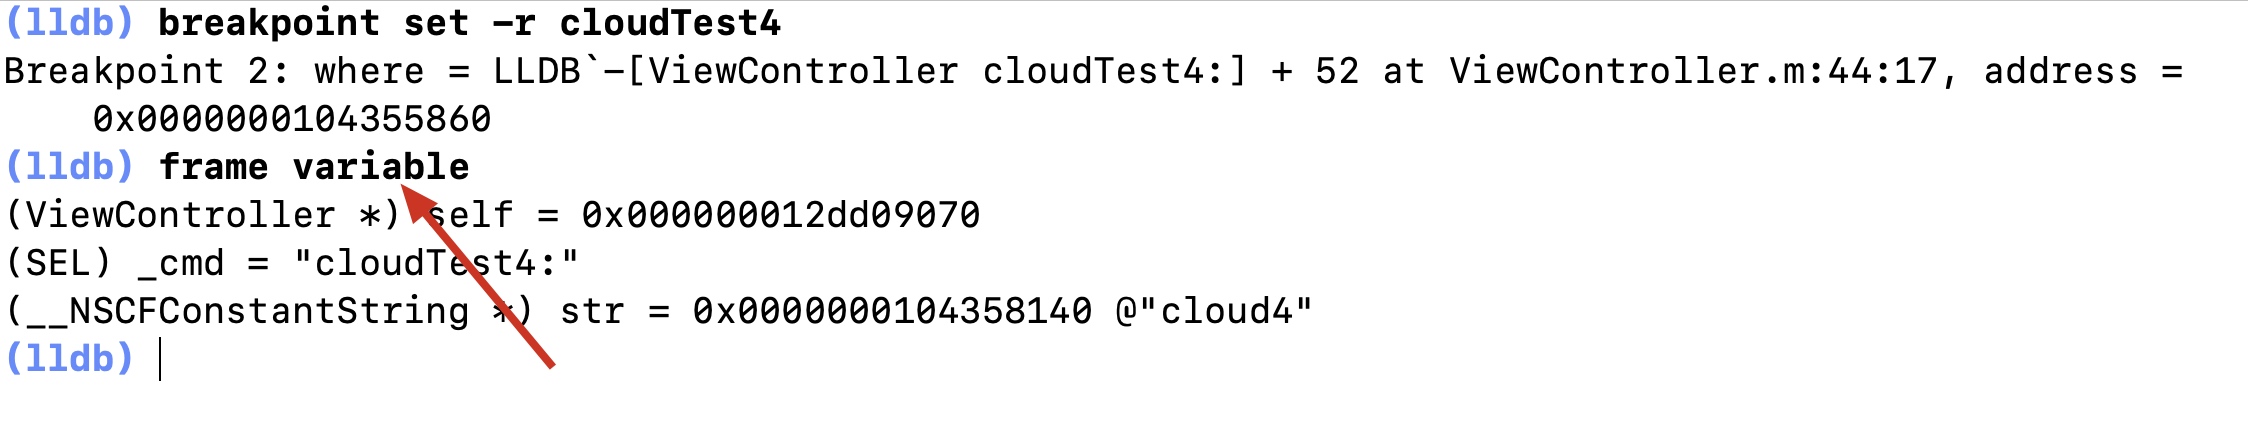 (lldb) breakpoint set -r cloudTest4
Breakpoint 2: where = LLDB`-[ViewController cloudTest4:] + 52 at ViewController.m:44:17, address =
0x0000000104355860
(lldb) frame variable
(ViewController *) self = 0x000000012dd09070
(SEL) _cmd = "cloudTest4:"
(__NSCFConstantString *) str = 0x0000000104358140 @"cloud4"
(lldb)